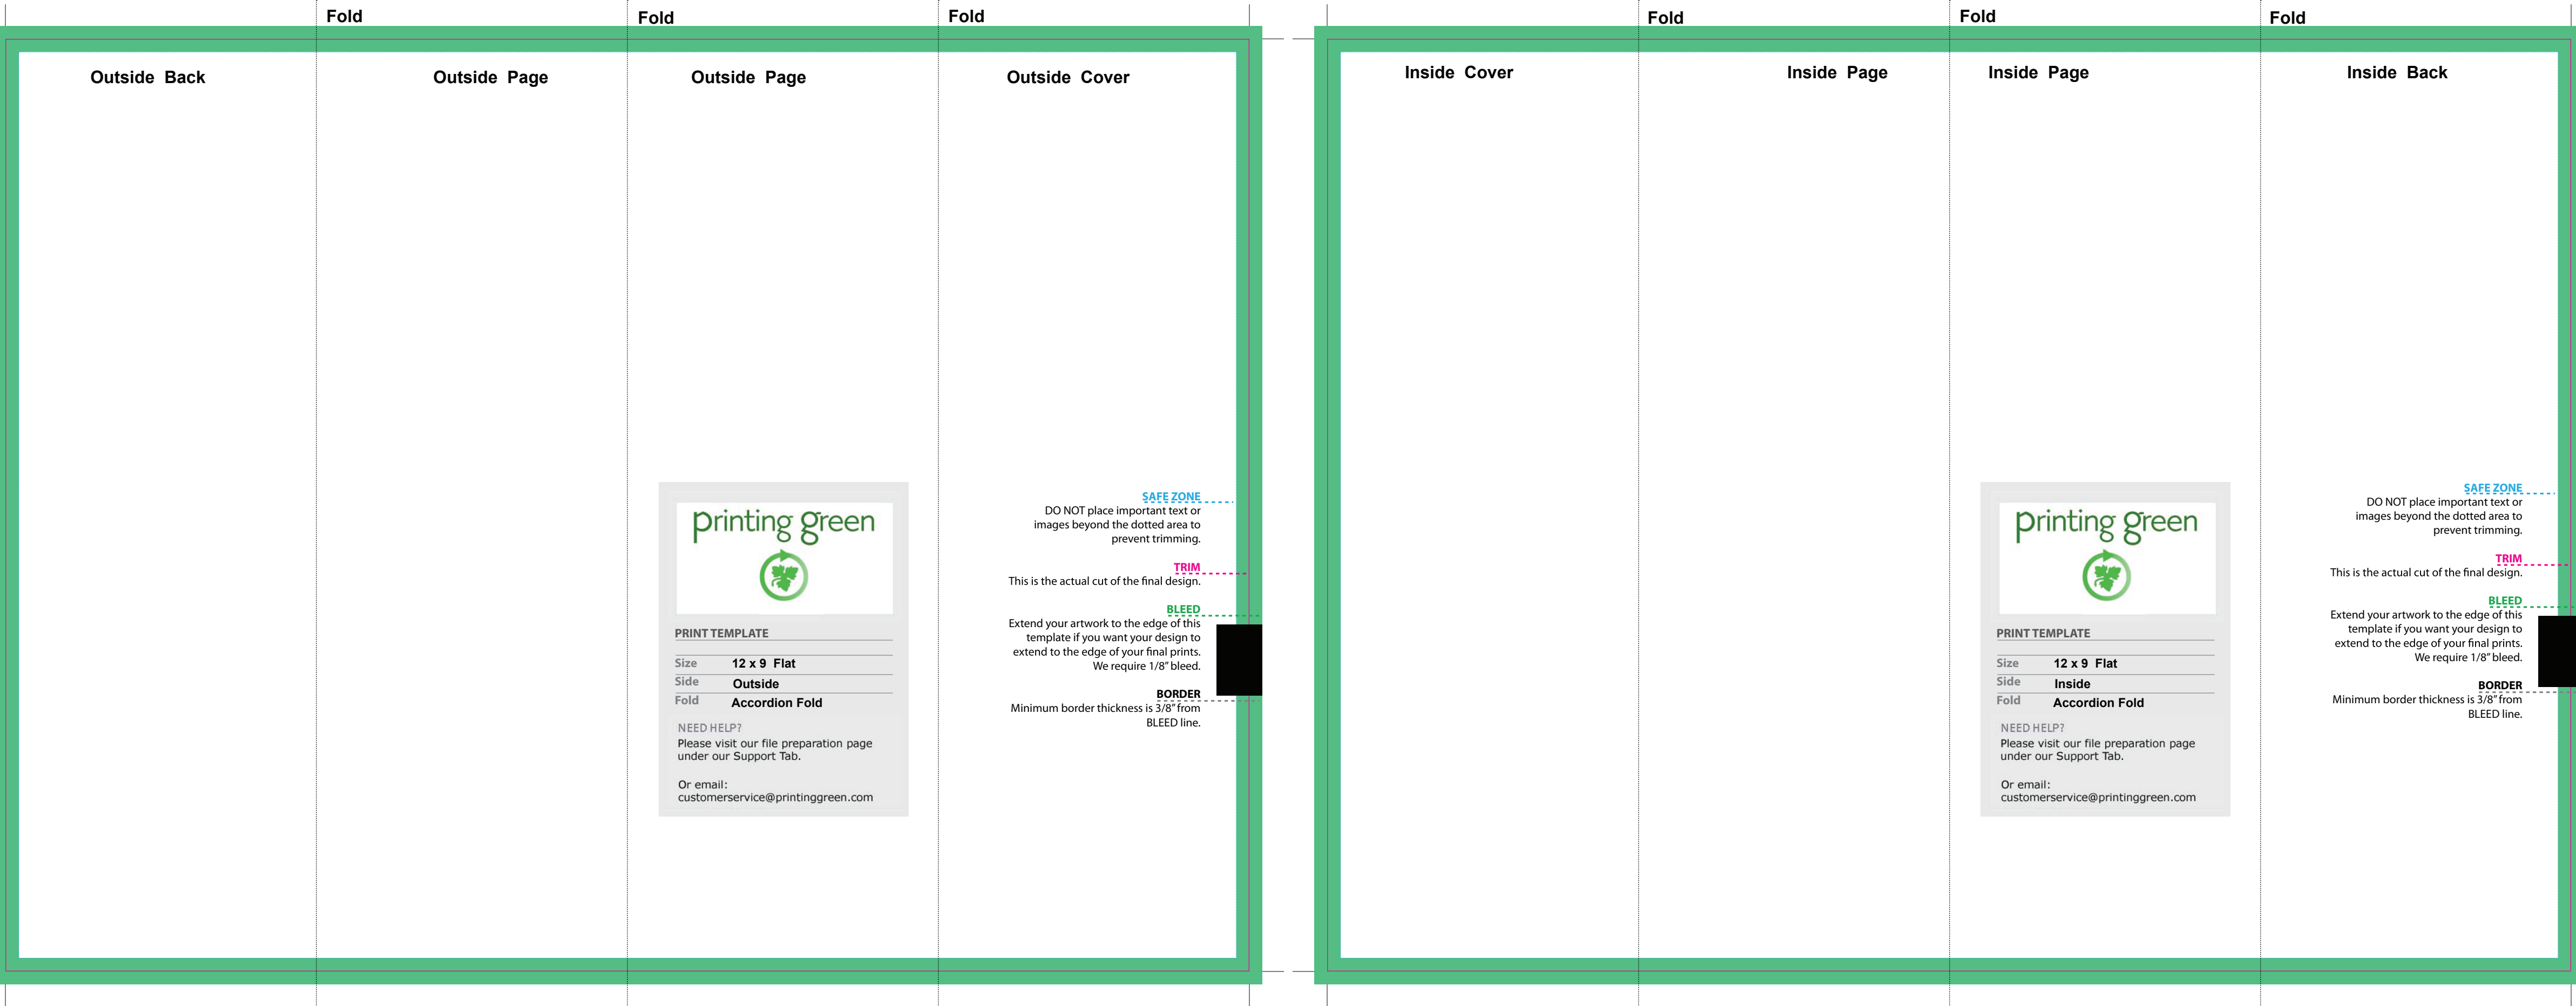 Fold
Fold
Fold
Outside Back
Outside Page
Outside Page
Outside Cover
printing green
PRINT TEMPLATE
Size 12 x 9 Flat
Side Outside
Fold Accordion Fold
NEED HELP?
Please visit our file preparation page
under our Support Tab.
Or email:
customerservice@printinggreen.com
SAFE ZONE
DO NOT place important text or
images beyond the dotted area to
prevent trimming.
TRIM
This is the actual cut of the final design.
BLEED
Extend your artwork to the edge of this
template if you want your design to
extend to the edge of your final prints.
We require 1/8" bleed.
BORDER
Minimum border thickness is 3/8" from
BLEED line.
Fold
Fold
Fold
Inside Cover
Inside Page
Inside Page
Inside Back
printing green
PRINT TEMPLATE
Size 12 x 9 Flat
Side Inside
Fold Accordion Fold
NEED HELP?
Please visit our file preparation page
under our Support Tab.
Or email:
customerservice@printinggreen.com
SAFE ZONE
DO NOT place important text or
images beyond the dotted area to
prevent trimming.
TRIM
This is the actual cut of the final design.
BLEED
Extend your artwork to the edge of this
template if you want your design to
extend to the edge of your final prints.
We require 1/8" bleed.
BORDER
Minimum border thickness is 3/8" from
BLEED line.